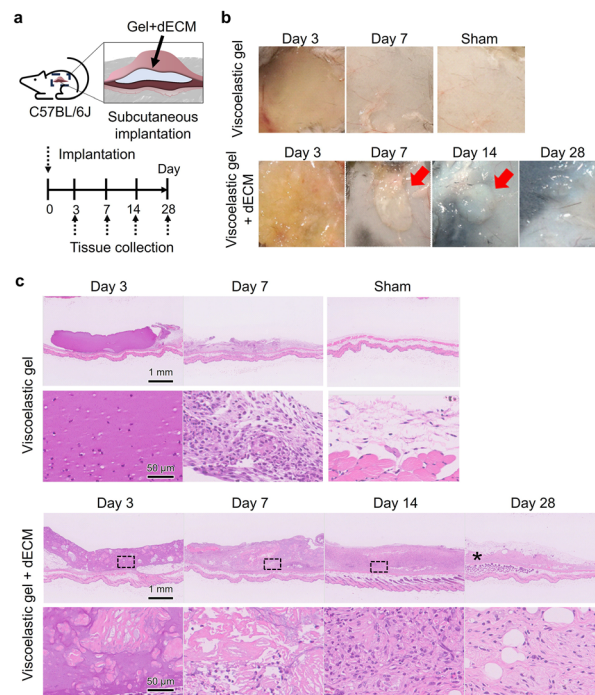 a
Gel+dECM
C57BL/6J
Subcutaneous
implantation
Implantation
Day
0 3 7 14 28
Tissue collection
b
Day 3 Day 7 Sham
Viscoelastic gel
Day 3 Day 7 Day 14 Day 28
Viscoelastic gel
+ dECM
c
Day 3 Day 7 Sham
Viscoelastic gel
1 mm
50 μm
Day 3 Day 7 Day 14 Day 28
Viscoelastic gel + dECM
*
1 mm
50 μm